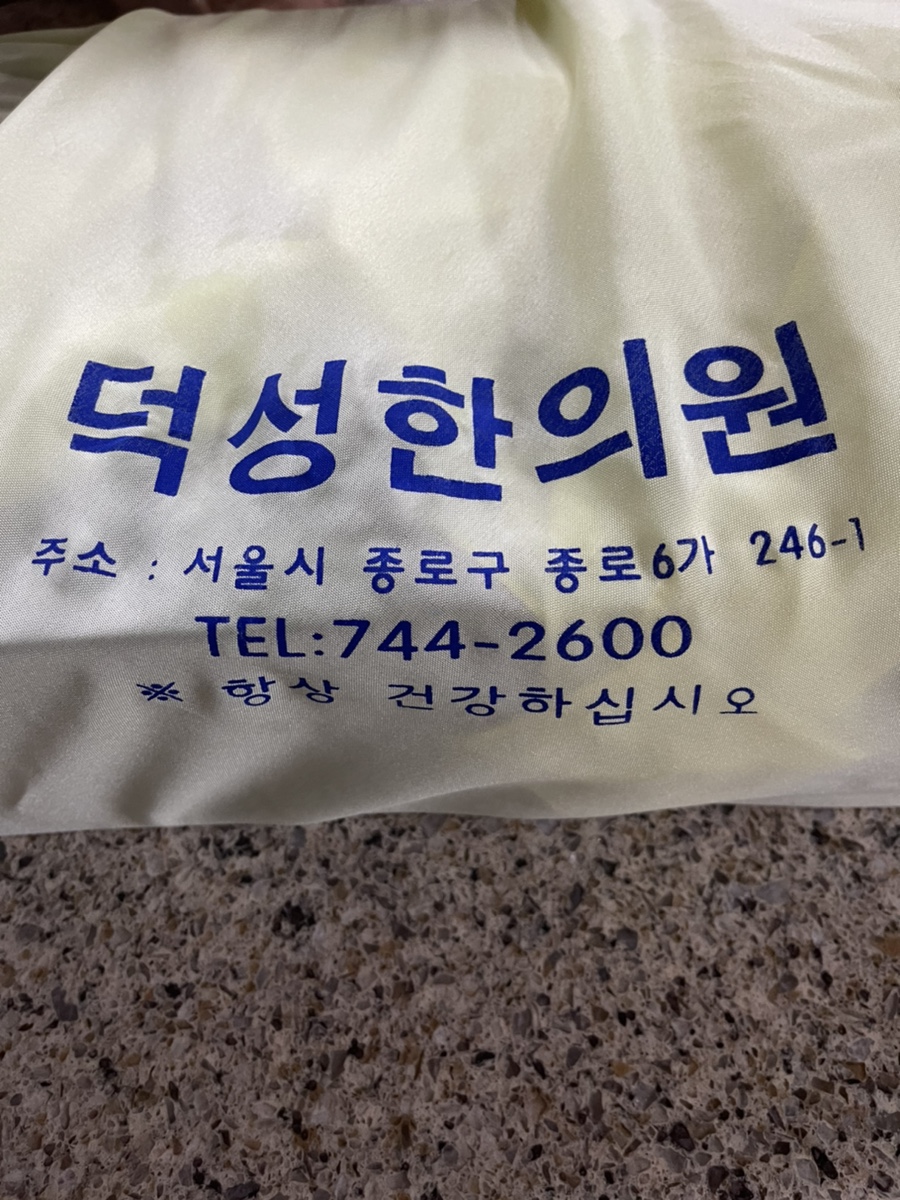 덕성한의원
주소 : 서울시 종로구 종로6가 246-1
TEL:744-2600
※ 항상 건강하십시오